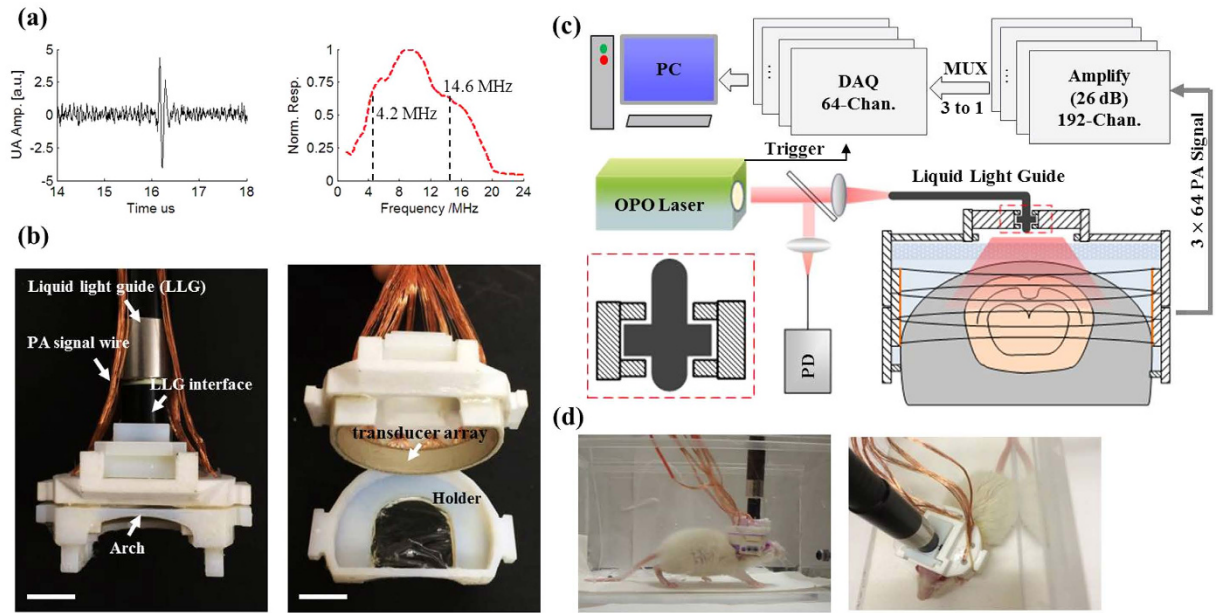 (a)
UA Amp. [a.u.]
5
2.5
0
-2.5
-5
14
15
16
17
18
Time us
Norm. Resp.
1
0.75
0.5
0.25
0
0
4
8
12
16
20
24
Frequency /MHz
4.2 MHz
14.6 MHz
(b)
Liquid light guide (LLG)
PA signal wire
LLG interface
Arch
transducer array
Holder
(c)
PC
...
DAQ
64-Chan.
MUX
3 to 1
...
Amplify
(26 dB)
192-Chan.
Trigger
OPO Laser
Liquid Light Guide
3 × 64 PA Signal
PD
(d)